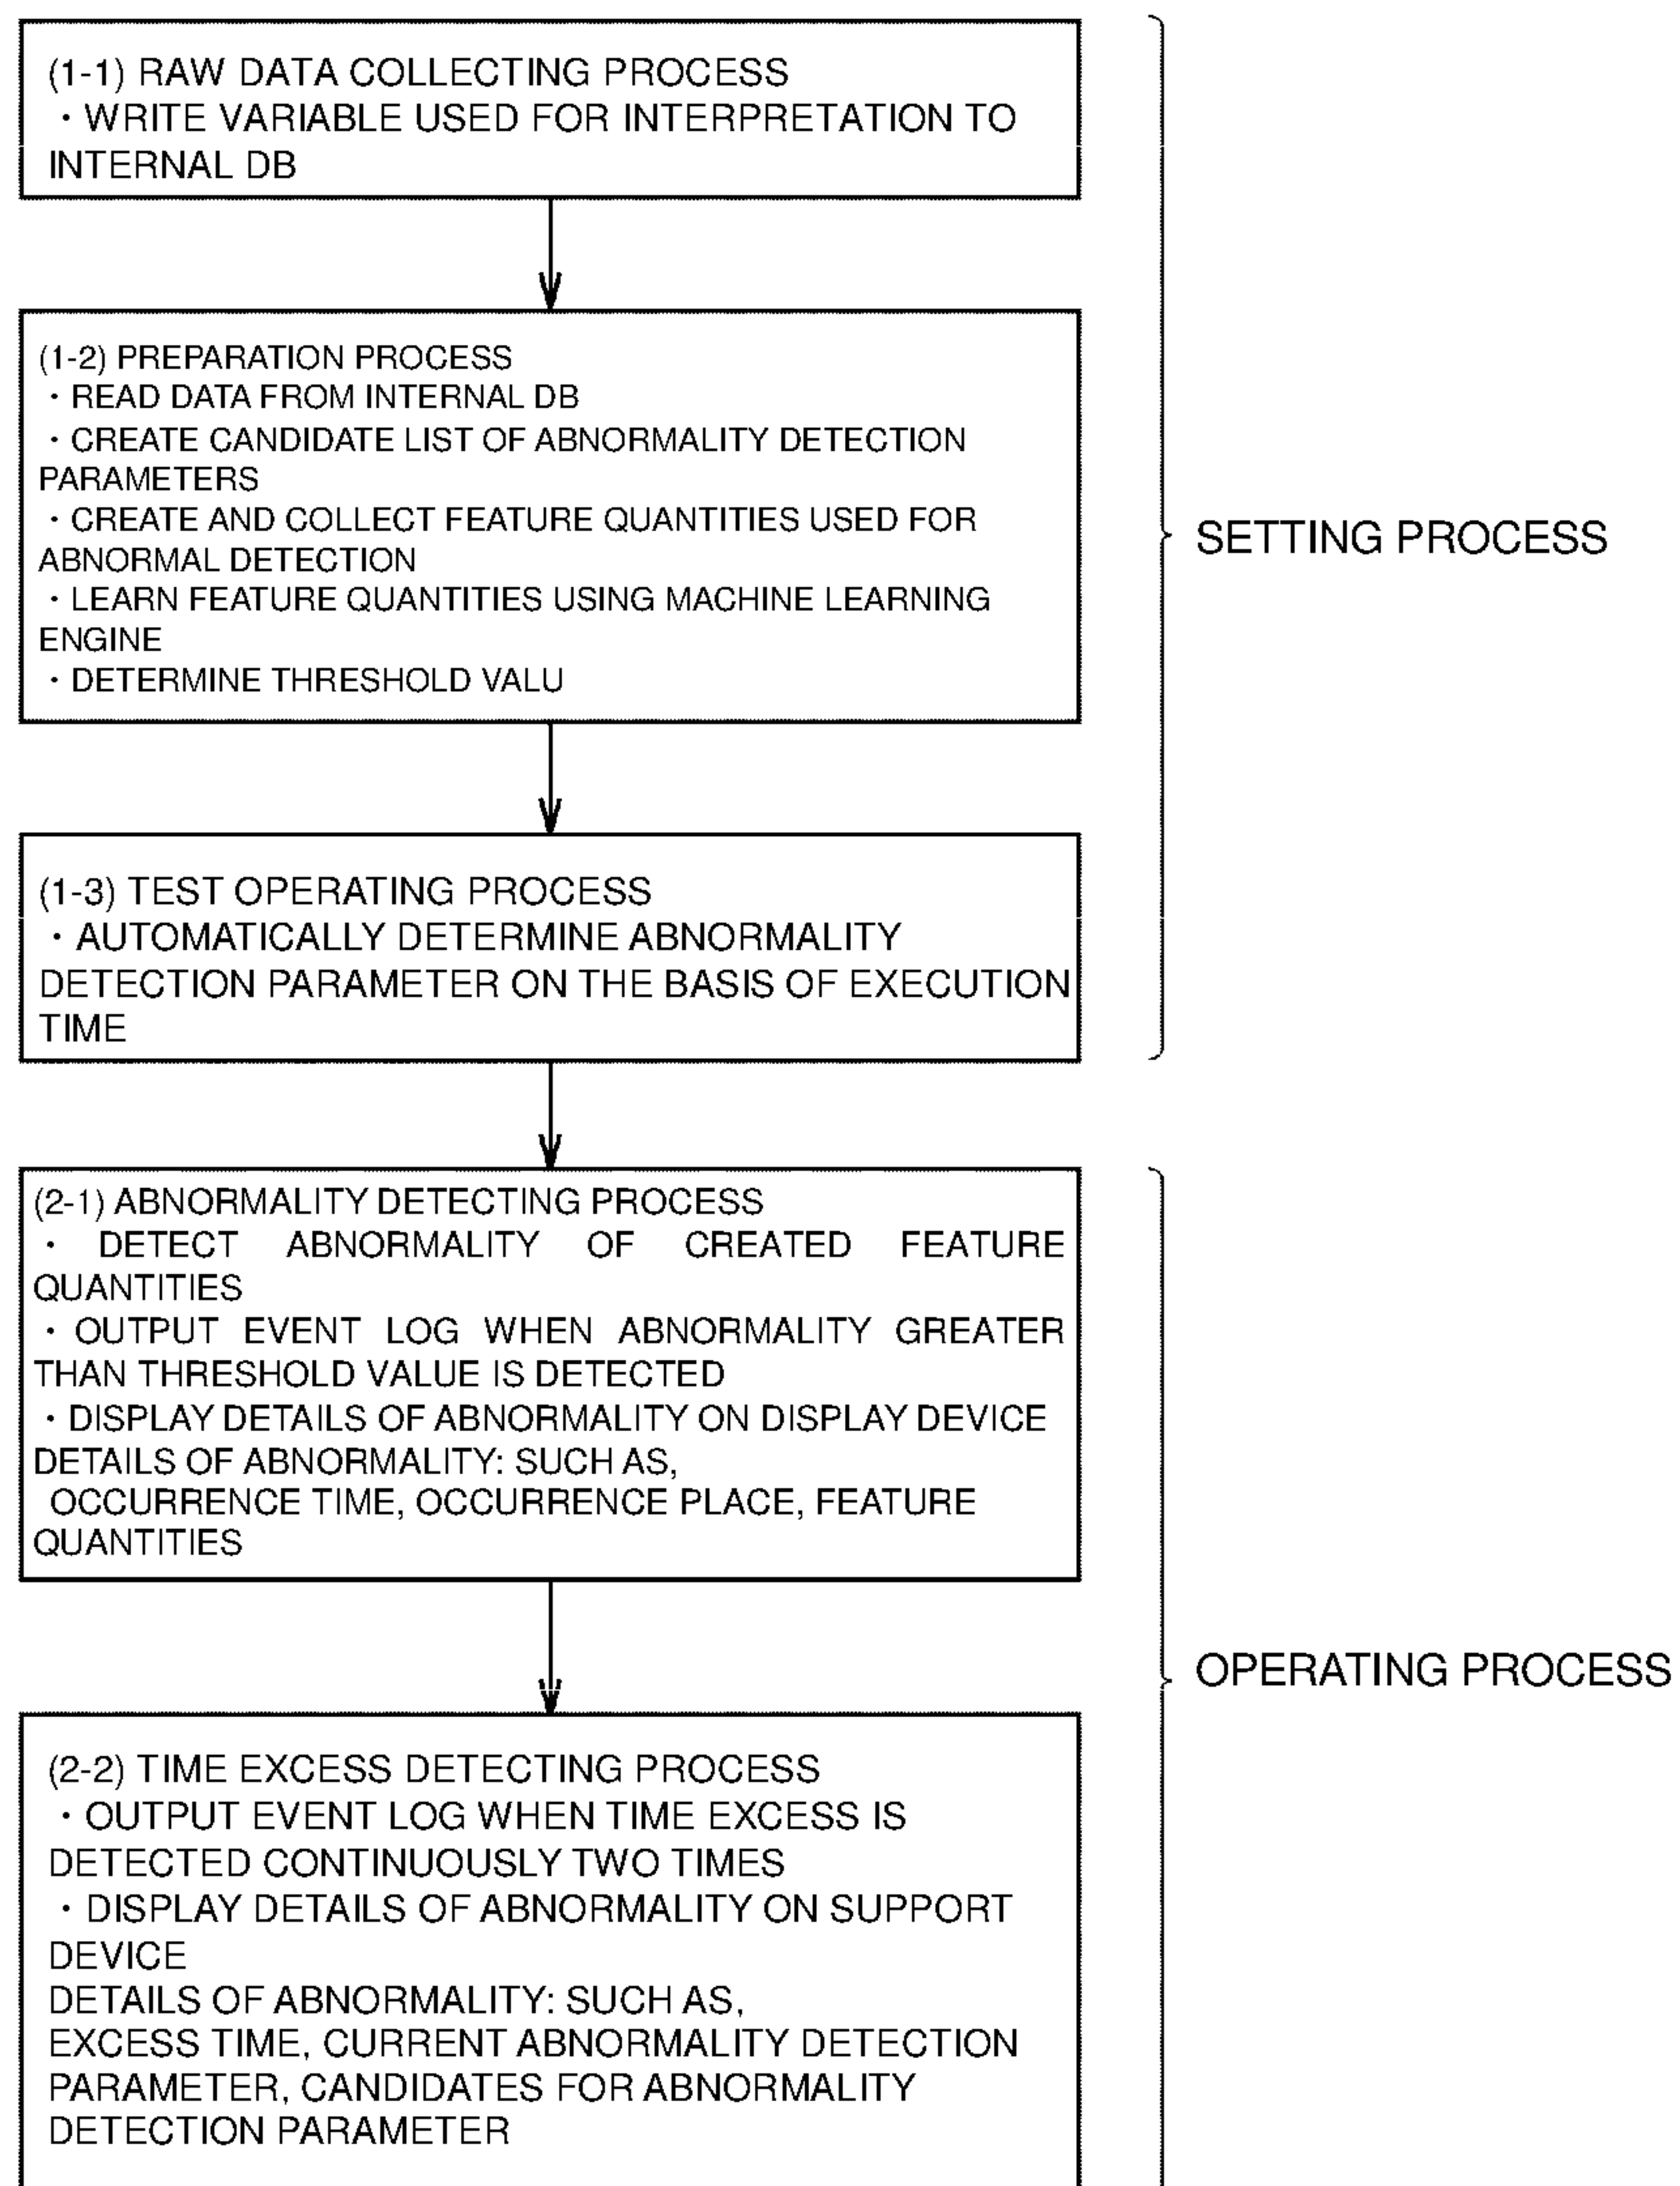 (1-1) RAW DATA COLLECTING PROCESS
・WRITE VARIABLE USED FOR INTERPRETATION TO
INTERNAL DB
(1-2) PREPARATION PROCESS
・READ DATA FROM INTERNAL DB
・CREATE CANDIDATE LIST OF ABNORMALITY DETECTION
PARAMETERS
・CREATE AND COLLECT FEATURE QUANTITIES USED FOR
ABNORMAL DETECTION
・LEARN FEATURE QUANTITIES USING MACHINE LEARNING
ENGINE
・DETERMINE THRESHOLD VALU
(1-3) TEST OPERATING PROCESS
・AUTOMATICALLY DETERMINE ABNORMALITY
DETECTION PARAMETER ON THE BASIS OF EXECUTION
TIME
SETTING PROCESS
(2-1) ABNORMALITY DETECTING PROCESS
・DETECT ABNORMALITY OF CREATED FEATURE
QUANTITIES
・OUTPUT EVENT LOG WHEN ABNORMALITY GREATER
THAN THRESHOLD VALUE IS DETECTED
・DISPLAY DETAILS OF ABNORMALITY ON DISPLAY DEVICE
DETAILS OF ABNORMALITY: SUCH AS,
OCCURRENCE TIME, OCCURRENCE PLACE, FEATURE
QUANTITIES
(2-2) TIME EXCESS DETECTING PROCESS
・OUTPUT EVENT LOG WHEN TIME EXCESS IS
DETECTED CONTINUOUSLY TWO TIMES
・DISPLAY DETAILS OF ABNORMALITY ON SUPPORT
DEVICE
DETAILS OF ABNORMALITY: SUCH AS,
EXCESS TIME, CURRENT ABNORMALITY DETECTION
PARAMETER, CANDIDATES FOR ABNORMALITY
DETECTION PARAMETER
OPERATING PROCESS